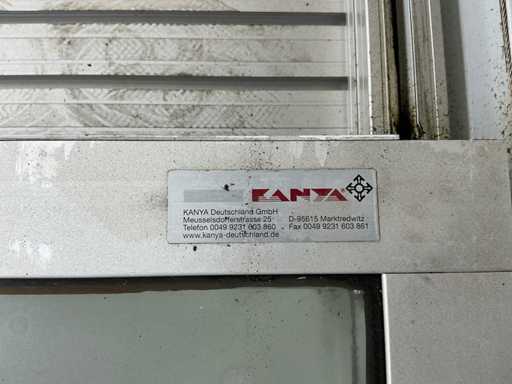 KANYA®
KANYA Deutschland GmbH
Meusselsdorferstrasse 25 D-95615 Marktredwitz
Telefon 0049 9231 603 860 Fax 0049 9231 603 861
www.kanya-deutschland.de